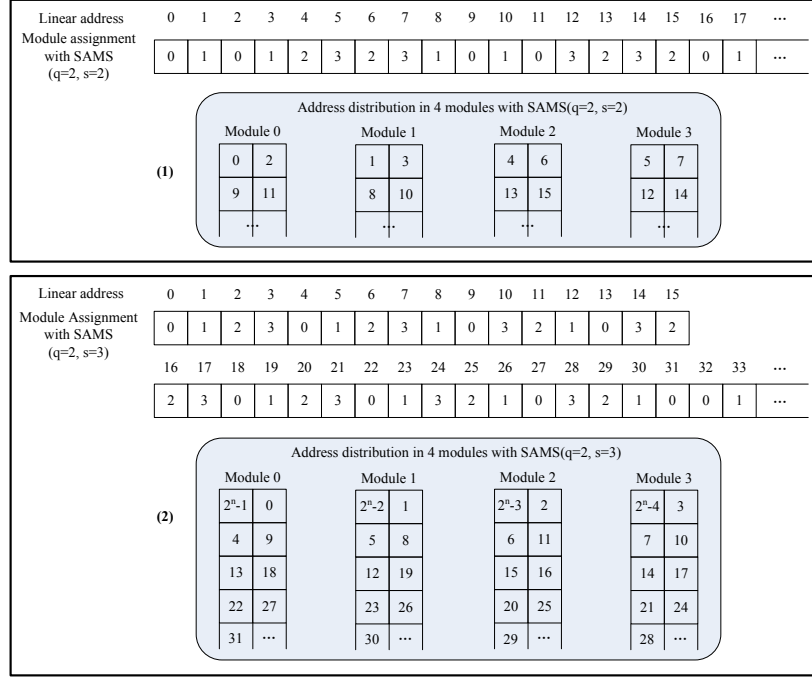 Linear address 0 1 2 3 4 5 6 7 8 9 10 11 12 13 14 15 16 17 ...
Module assignment
with SAMS
(q=2, s=2)
0 1 0 1 2 3 2 3 1 0 1 0 3 2 3 2 0 1 ...
Address distribution in 4 modules with SAMS(q=2, s=2)
Module 0 Module 1 Module 2 Module 3
(1)
0 2 1 3 4 6 5 7
9 11 8 10 13 15 12 14
... ... ... ...
Linear address 0 1 2 3 4 5 6 7 8 9 10 11 12 13 14 15
Module Assignment
with SAMS
(q=2, s=3)
0 1 2 3 0 1 2 3 1 0 3 2 1 0 3 2
16 17 18 19 20 21 22 23 24 25 26 27 28 29 30 31 32 33 ...
2 3 0 1 2 3 0 1 3 2 1 0 3 2 1 0 0 1 ...
Address distribution in 4 modules with SAMS(q=2, s=3)
Module 0 Module 1 Module 2 Module 3
(2)
2ⁿ-1 0 2ⁿ-2 1 2ⁿ-3 2 2ⁿ-4 3
4 9 5 8 6 11 7 10
13 18 12 19 15 16 14 17
22 27 23 26 20 25 21 24
31 ... 30 ... 29 ... 28 ...